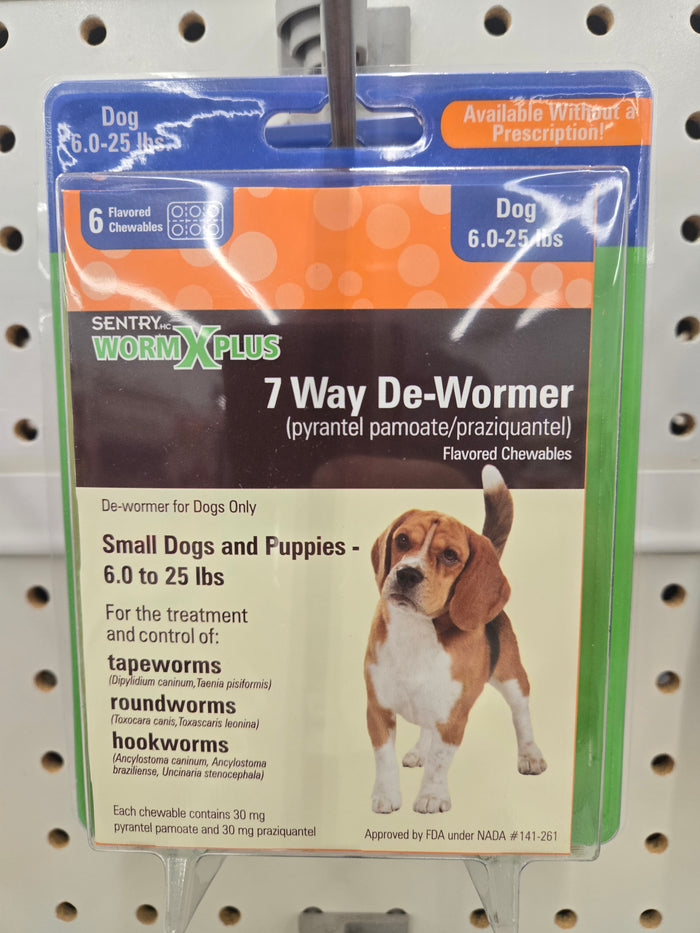 Dog
6.0-25 lbs.
Available Without a
Prescription!
6 Flavored
Chewables
Dog
6.0-25 lbs
SENTRY HC
WORM X PLUS
7 Way De-Wormer
(pyrantel pamoate/praziquantel)
Flavored Chewables
De-wormer for Dogs Only
Small Dogs and Puppies -
6.0 to 25 lbs
For the treatment
and control of:
tapeworms
(Dipylidium caninum, Taenia pisiformis)
roundworms
(Toxocara canis, Toxascaris leonina)
hookworms
(Ancylostoma caninum, Ancylostoma
braziliense, Uncinaria stenocephala)
Each chewable contains 30 mg
pyrantel pamoate and 30 mg praziquantel
Approved by FDA under NADA #141-261